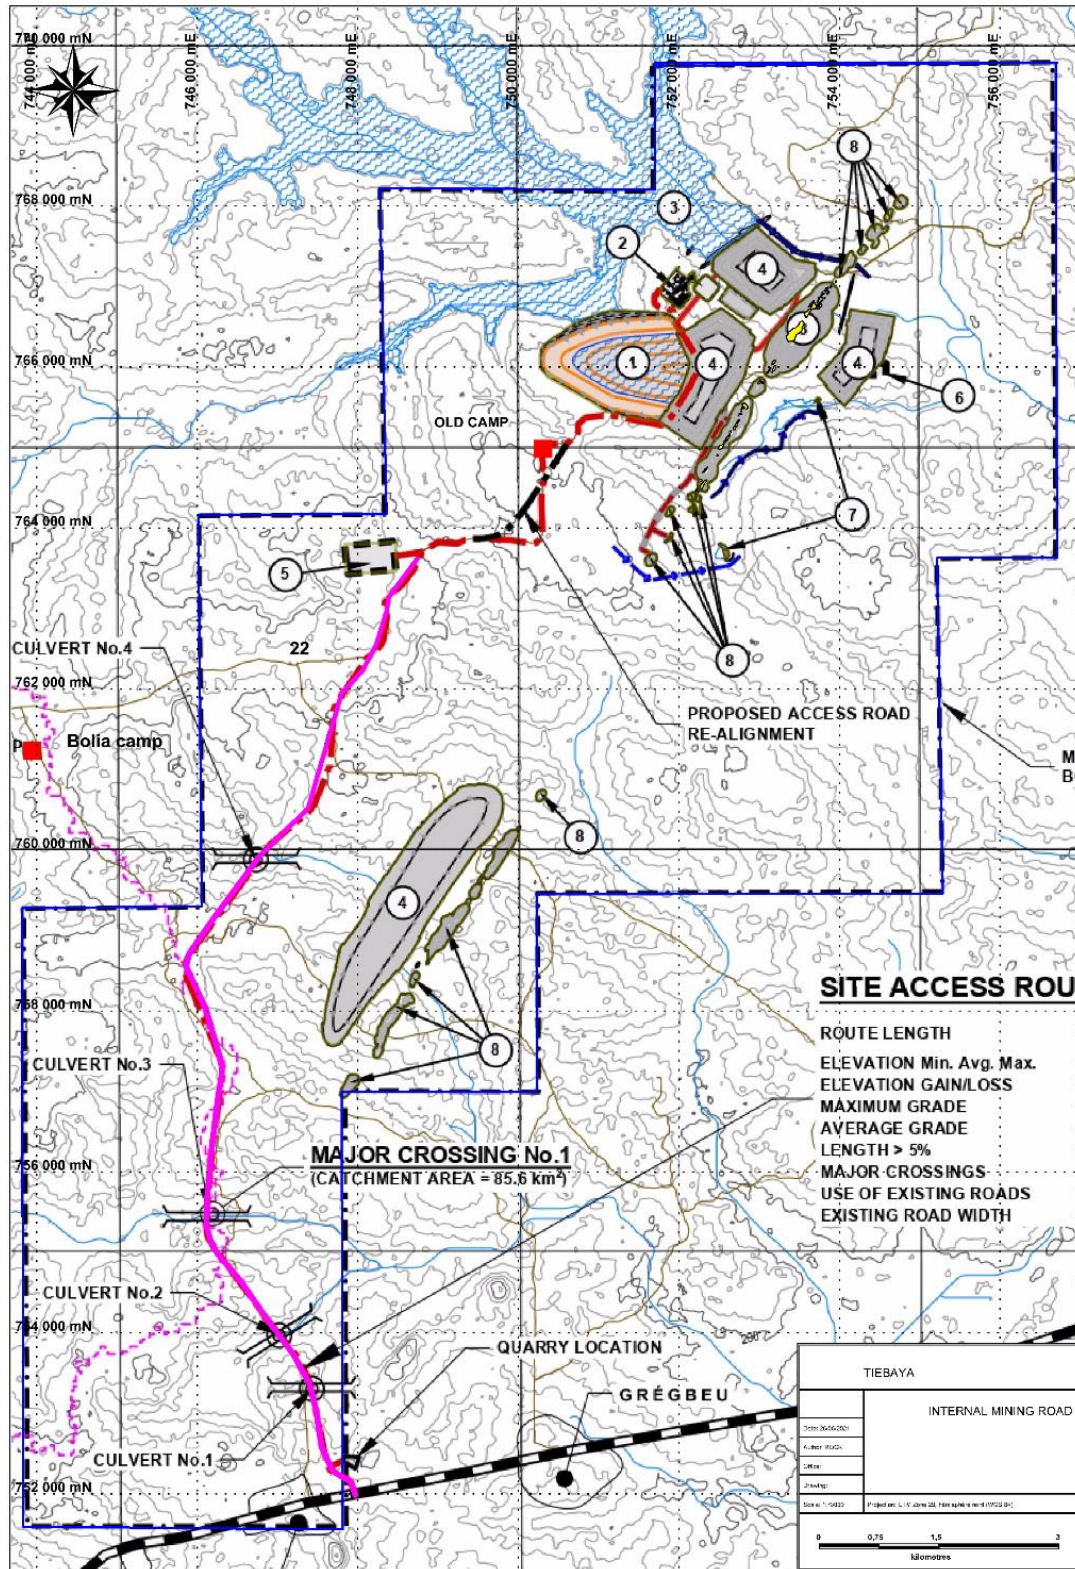 770 000 mN
744 000 mE
746 000 mE
748 000 mE
750 000 mE
752 000 mE
754 000 mE
756 000 mE
8
768 000 mN
3
2
4
766 000 mN
1
4
4
6
OLD CAMP
764 000 mN
7
5
CULVERT No.4
22
8
762 000 mN
PROPOSED ACCESS ROAD
RE-ALIGNMENT
P
Bolia camp
M
B
8
760 000 mN
4
SITE ACCESS ROU
758 000 mN
ROUTE LENGTH
8
CULVERT No.3
ELEVATION Min. Avg. Max.
ELEVATION GAIN/LOSS
MAXIMUM GRADE
AVERAGE GRADE
LENGTH > 5%
MAJOR CROSSINGS
USE OF EXISTING ROADS
EXISTING ROAD WIDTH
756 000 mN
MAJOR CROSSING No.1
(CATCHMENT AREA = 85.6 km²)
CULVERT No.2
754 000 mN
290
QUARRY LOCATION
TIEBAYA
GRÉGBEU
INTERNAL MINING ROAD
CULVERT No.1
752 000 mN
0 0,75 1,5 3
kilometres